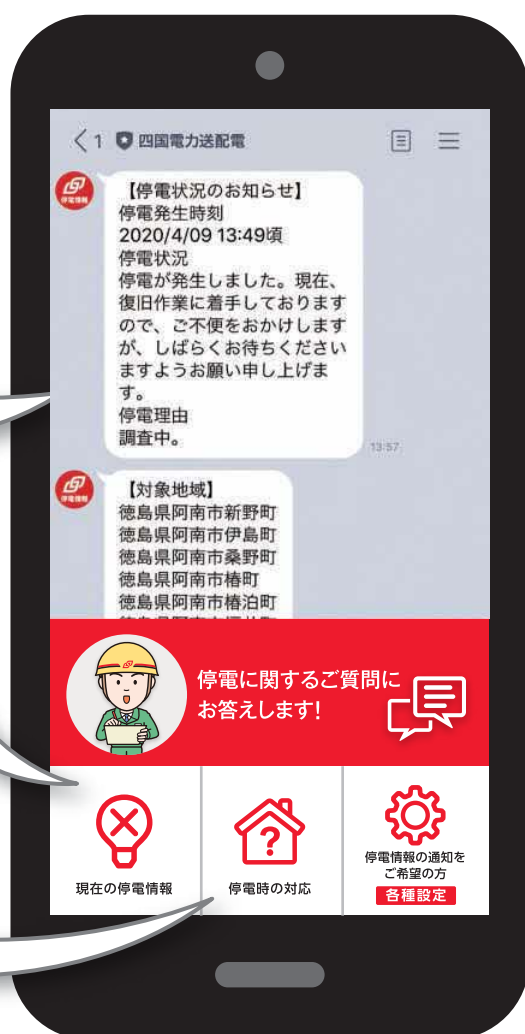 1 四国電力送配電
停電情報
【停電状況のお知らせ】
停電発生時刻
2020/4/09 13:49頃
停電状況
停電が発生しました。現在、
復旧作業に着手しております
ので、ご不便をおかけします
が、しばらくお待ちください
ますようお願い申し上げま
す。
停電理由
調査中。
13:57
停電情報
【対象地域】
徳島県阿南市新野町
徳島県阿南市伊島町
徳島県阿南市桑野町
徳島県阿南市椿町
徳島県阿南市椿泊町
停電に関するご質問に
お答えします!
?
現在の停電情報
停電時の対応
停電情報の通知を
ご希望の方
各種設定